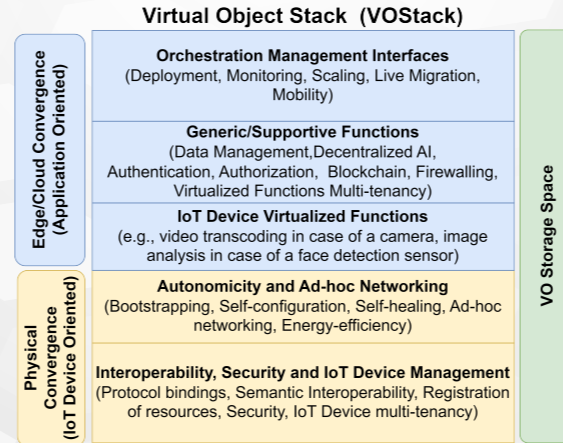 Virtual Object Stack (VOStack)
Edge/Cloud Convergence
(Application Oriented)
Orchestration Management Interfaces
(Deployment, Monitoring, Scaling, Live Migration,
Mobility)
Generic/Supportive Functions
(Data Management,Decentralized AI,
Authentication, Authorization, Blockchain, Firewalling,
Virtualized Functions Multi-tenancy)
IoT Device Virtualized Functions
(e.g., video transcoding in case of a camera, image
analysis in case of a face detection sensor)
Physical
Convergence
(IoT Device Oriented)
Autonomicity and Ad-hoc Networking
(Bootstrapping, Self-configuration, Self-healing, Ad-hoc
networking, Energy-efficiency)
Interoperability, Security and IoT Device Management
(Protocol bindings, Semantic Interoperability, Registration
of resources, Security, IoT Device multi-tenancy)
VO Storage Space